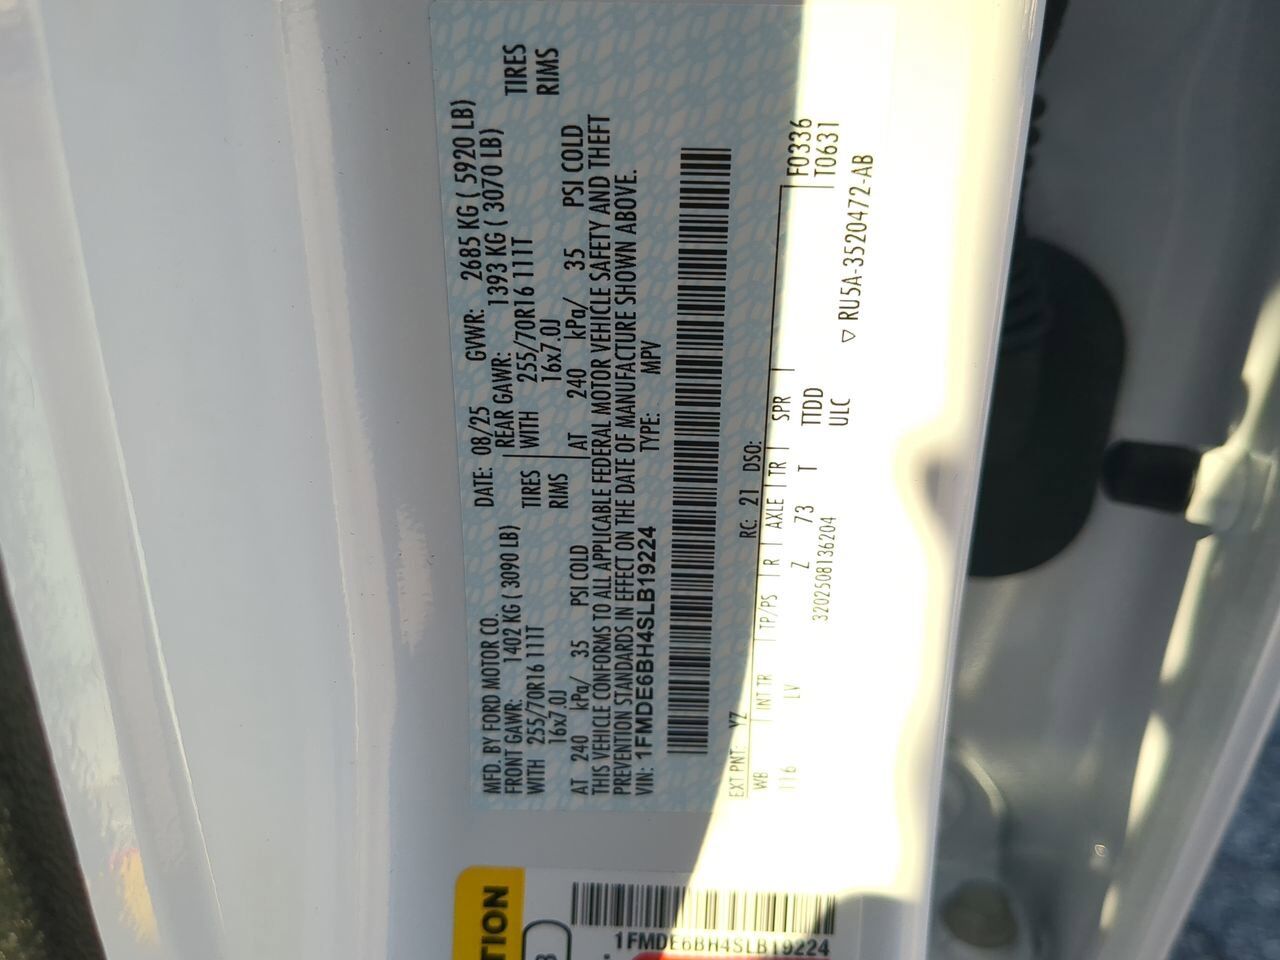 MFD. BY FORD MOTOR CO. DATE: 08/25 GVWR: 2685 KG ( 5920 LB)
FRONT GAWR: 1402 KG ( 3090 LB) REAR GAWR: 1393 KG ( 3070 LB)
WITH 255/70R16 111T TIRES WITH 255/70R16 111T TIRES
16x7.0J RIMS 16x7.0J RIMS
AT 240 kPa/ 35 PSI COLD AT 240 kPa/ 35 PSI COLD
THIS VEHICLE CONFORMS TO ALL APPLICABLE FEDERAL MOTOR VEHICLE SAFETY AND THEFT
PREVENTION STANDARDS IN EFFECT ON THE DATE OF MANUFACTURE SHOWN ABOVE.
VIN: 1FMDE6BH4SLB19224 TYPE: MPV
EXT PNT: YZ RC: 21 DSO:
WB INT TR TP/PS R AXLE TR SPR F0336
116 LV Z 73 T TTDD T0631
3202508136204 ULC
▽ RU5A-3520472-AB
TION
1FMDE6BH4SLB19224